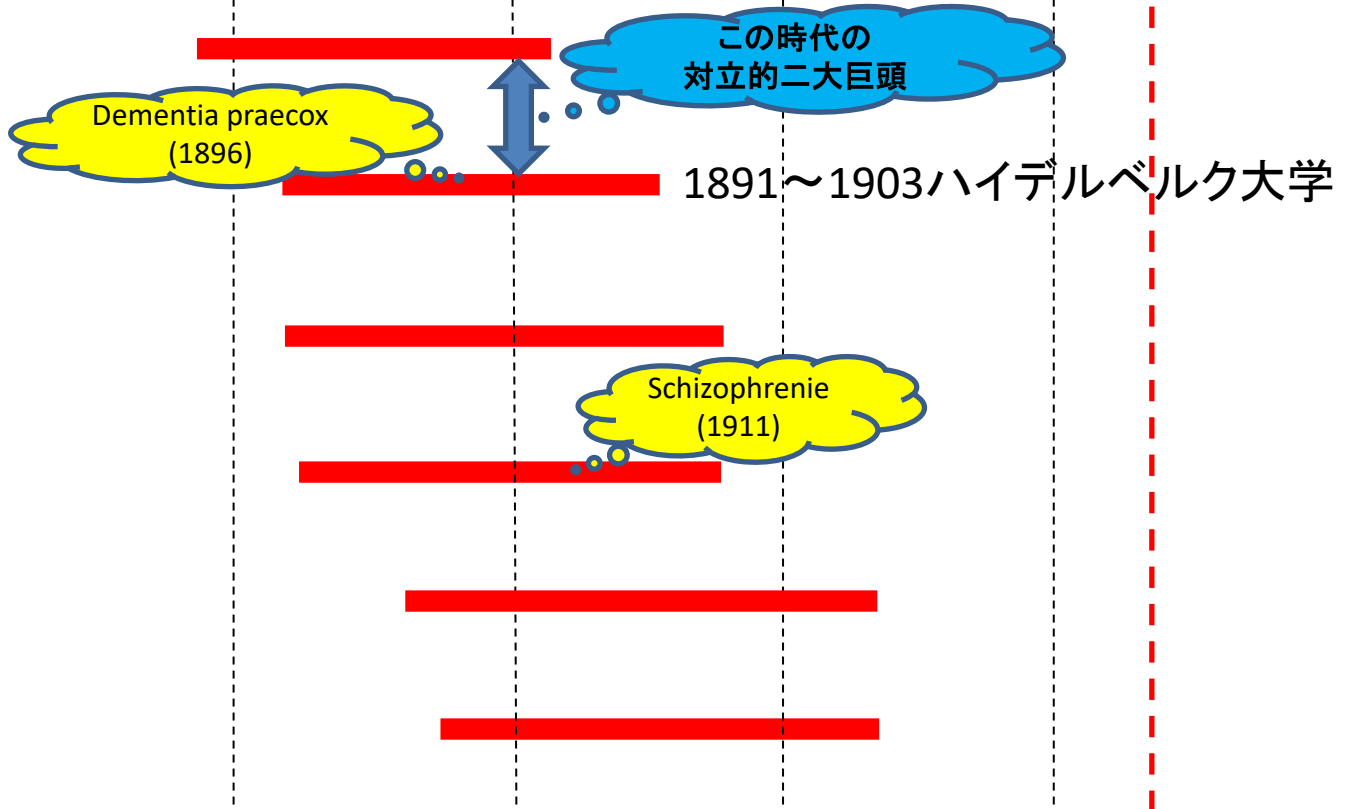 この時代の
対立的二大巨頭
Dementia praecox
(1896)
1891～1903ハイデルベルク大学
Schizophrenie
(1911)